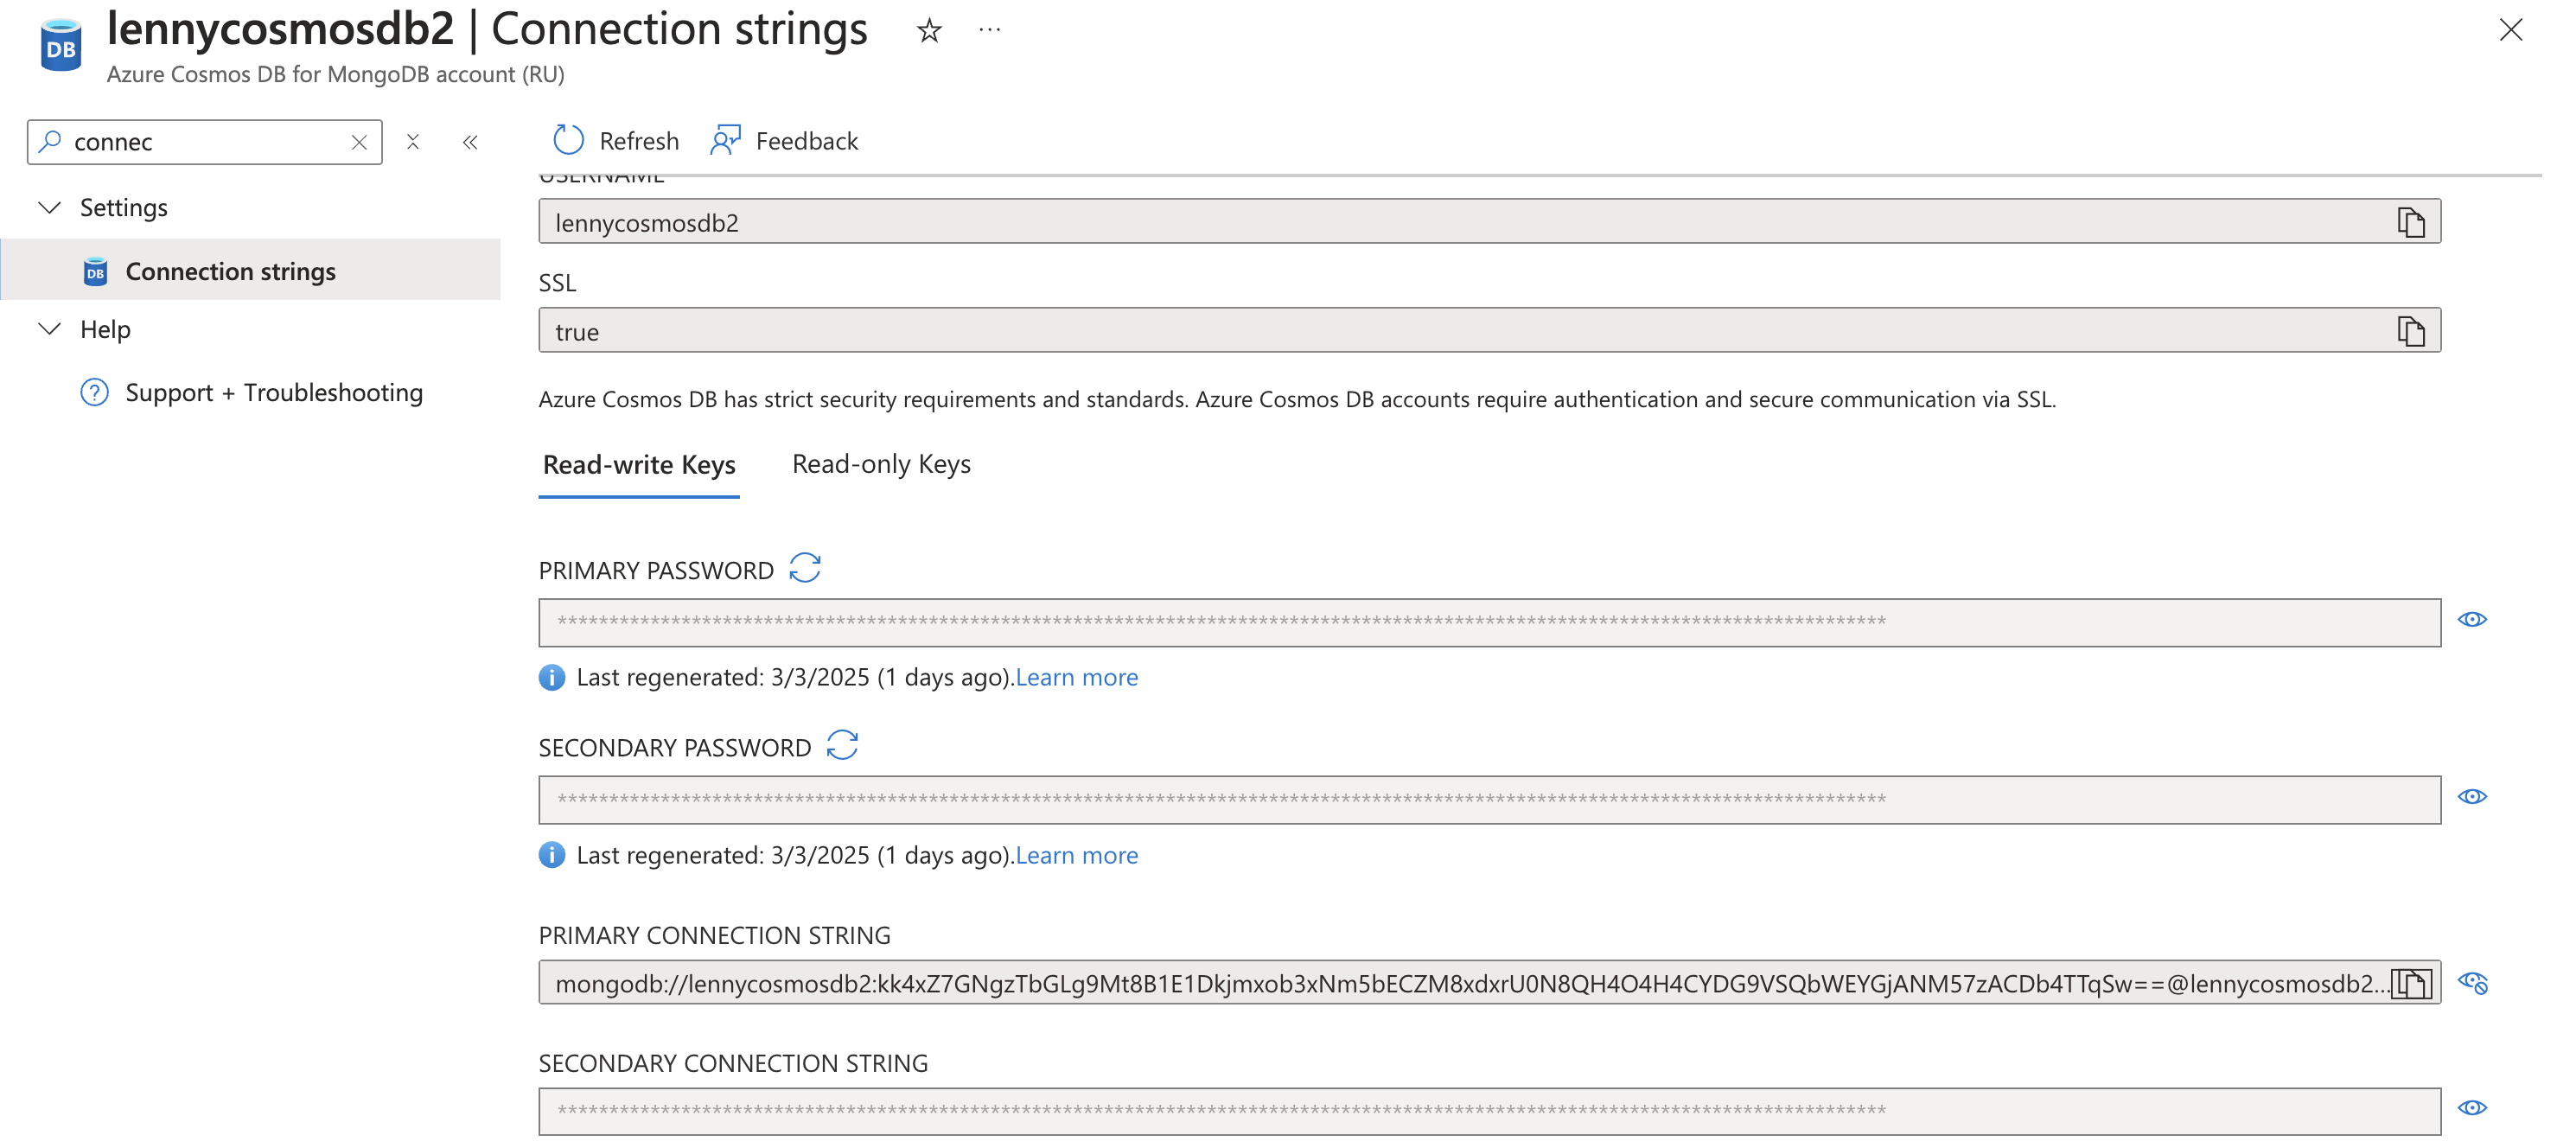 lennycosmosdb2 | Connection strings
Azure Cosmos DB for MongoDB account (RU)
connec
Refresh
Feedback
Settings
Connection strings
Help
Support + Troubleshooting
USERNAME
lennycosmosdb2
SSL
true
Azure Cosmos DB has strict security requirements and standards. Azure Cosmos DB accounts require authentication and secure communication via SSL.
Read-write Keys
Read-only Keys
PRIMARY PASSWORD
Last regenerated: 3/3/2025 (1 days ago).Learn more
SECONDARY PASSWORD
Last regenerated: 3/3/2025 (1 days ago).Learn more
PRIMARY CONNECTION STRING
mongodb://lennycosmosdb2:kk4xZ7GNgzTbGLg9Mt8B1E1Dkjmxob3xNm5bECZM8xdxrU0N8QH4O4H4CYDG9VSQbWEYGjANM57zACDb4TTqSw==@lennycosmosdb2...
SECONDARY CONNECTION STRING